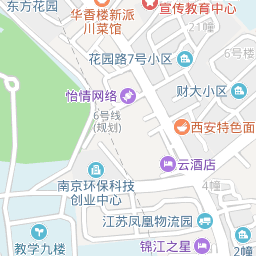 东方花园
华香楼新派
川菜馆
宣传教育中心
21幢
花园路7号小区
6号楼
怡情网络
财大小区
6号线
(规划)
西安特色面
云酒店
南京环保科技
创业中心
4幢
江苏凤凰物流园
教学九楼
锦江之星
2幢